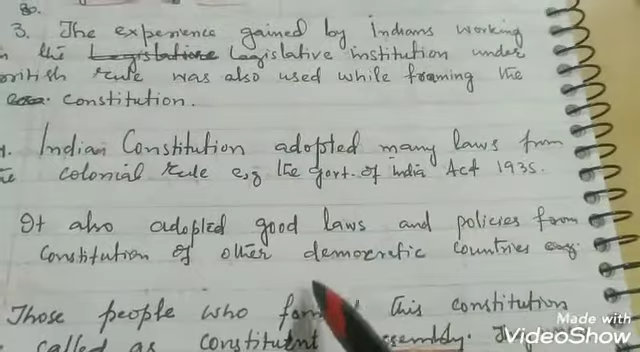 80.
3. The experience gained by Indians working
the Legislative institution under
british rule was also used while framing the
constitution.
Indian Constitution adopted many laws from
the colonial rule e.g the govt. of india Act 1935.
It also adopted good laws and policies from
constitution of other democratic countries
Those people who this constitution
called as constituent assembly.
Made with
VideoShow